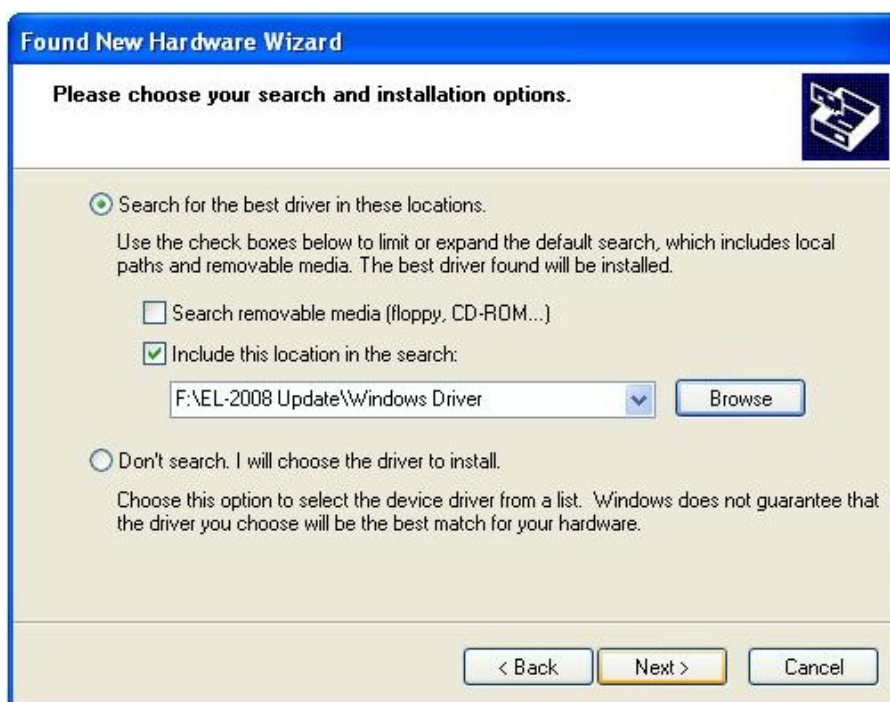 Found New Hardware Wizard
Please choose your search and installation options.
Search for the best driver in these locations.
Use the check boxes below to limit or expand the default search, which includes local
paths and removable media. The best driver found will be installed.
Search removable media (floppy, CD-ROM...)
Include this location in the search:
F:\EL-2008 Update\Windows Driver
Browse
Don't search. I will choose the driver to install.
Choose this option to select the device driver from a list. Windows does not guarantee that
the driver you choose will be the best match for your hardware.
< Back
Next >
Cancel